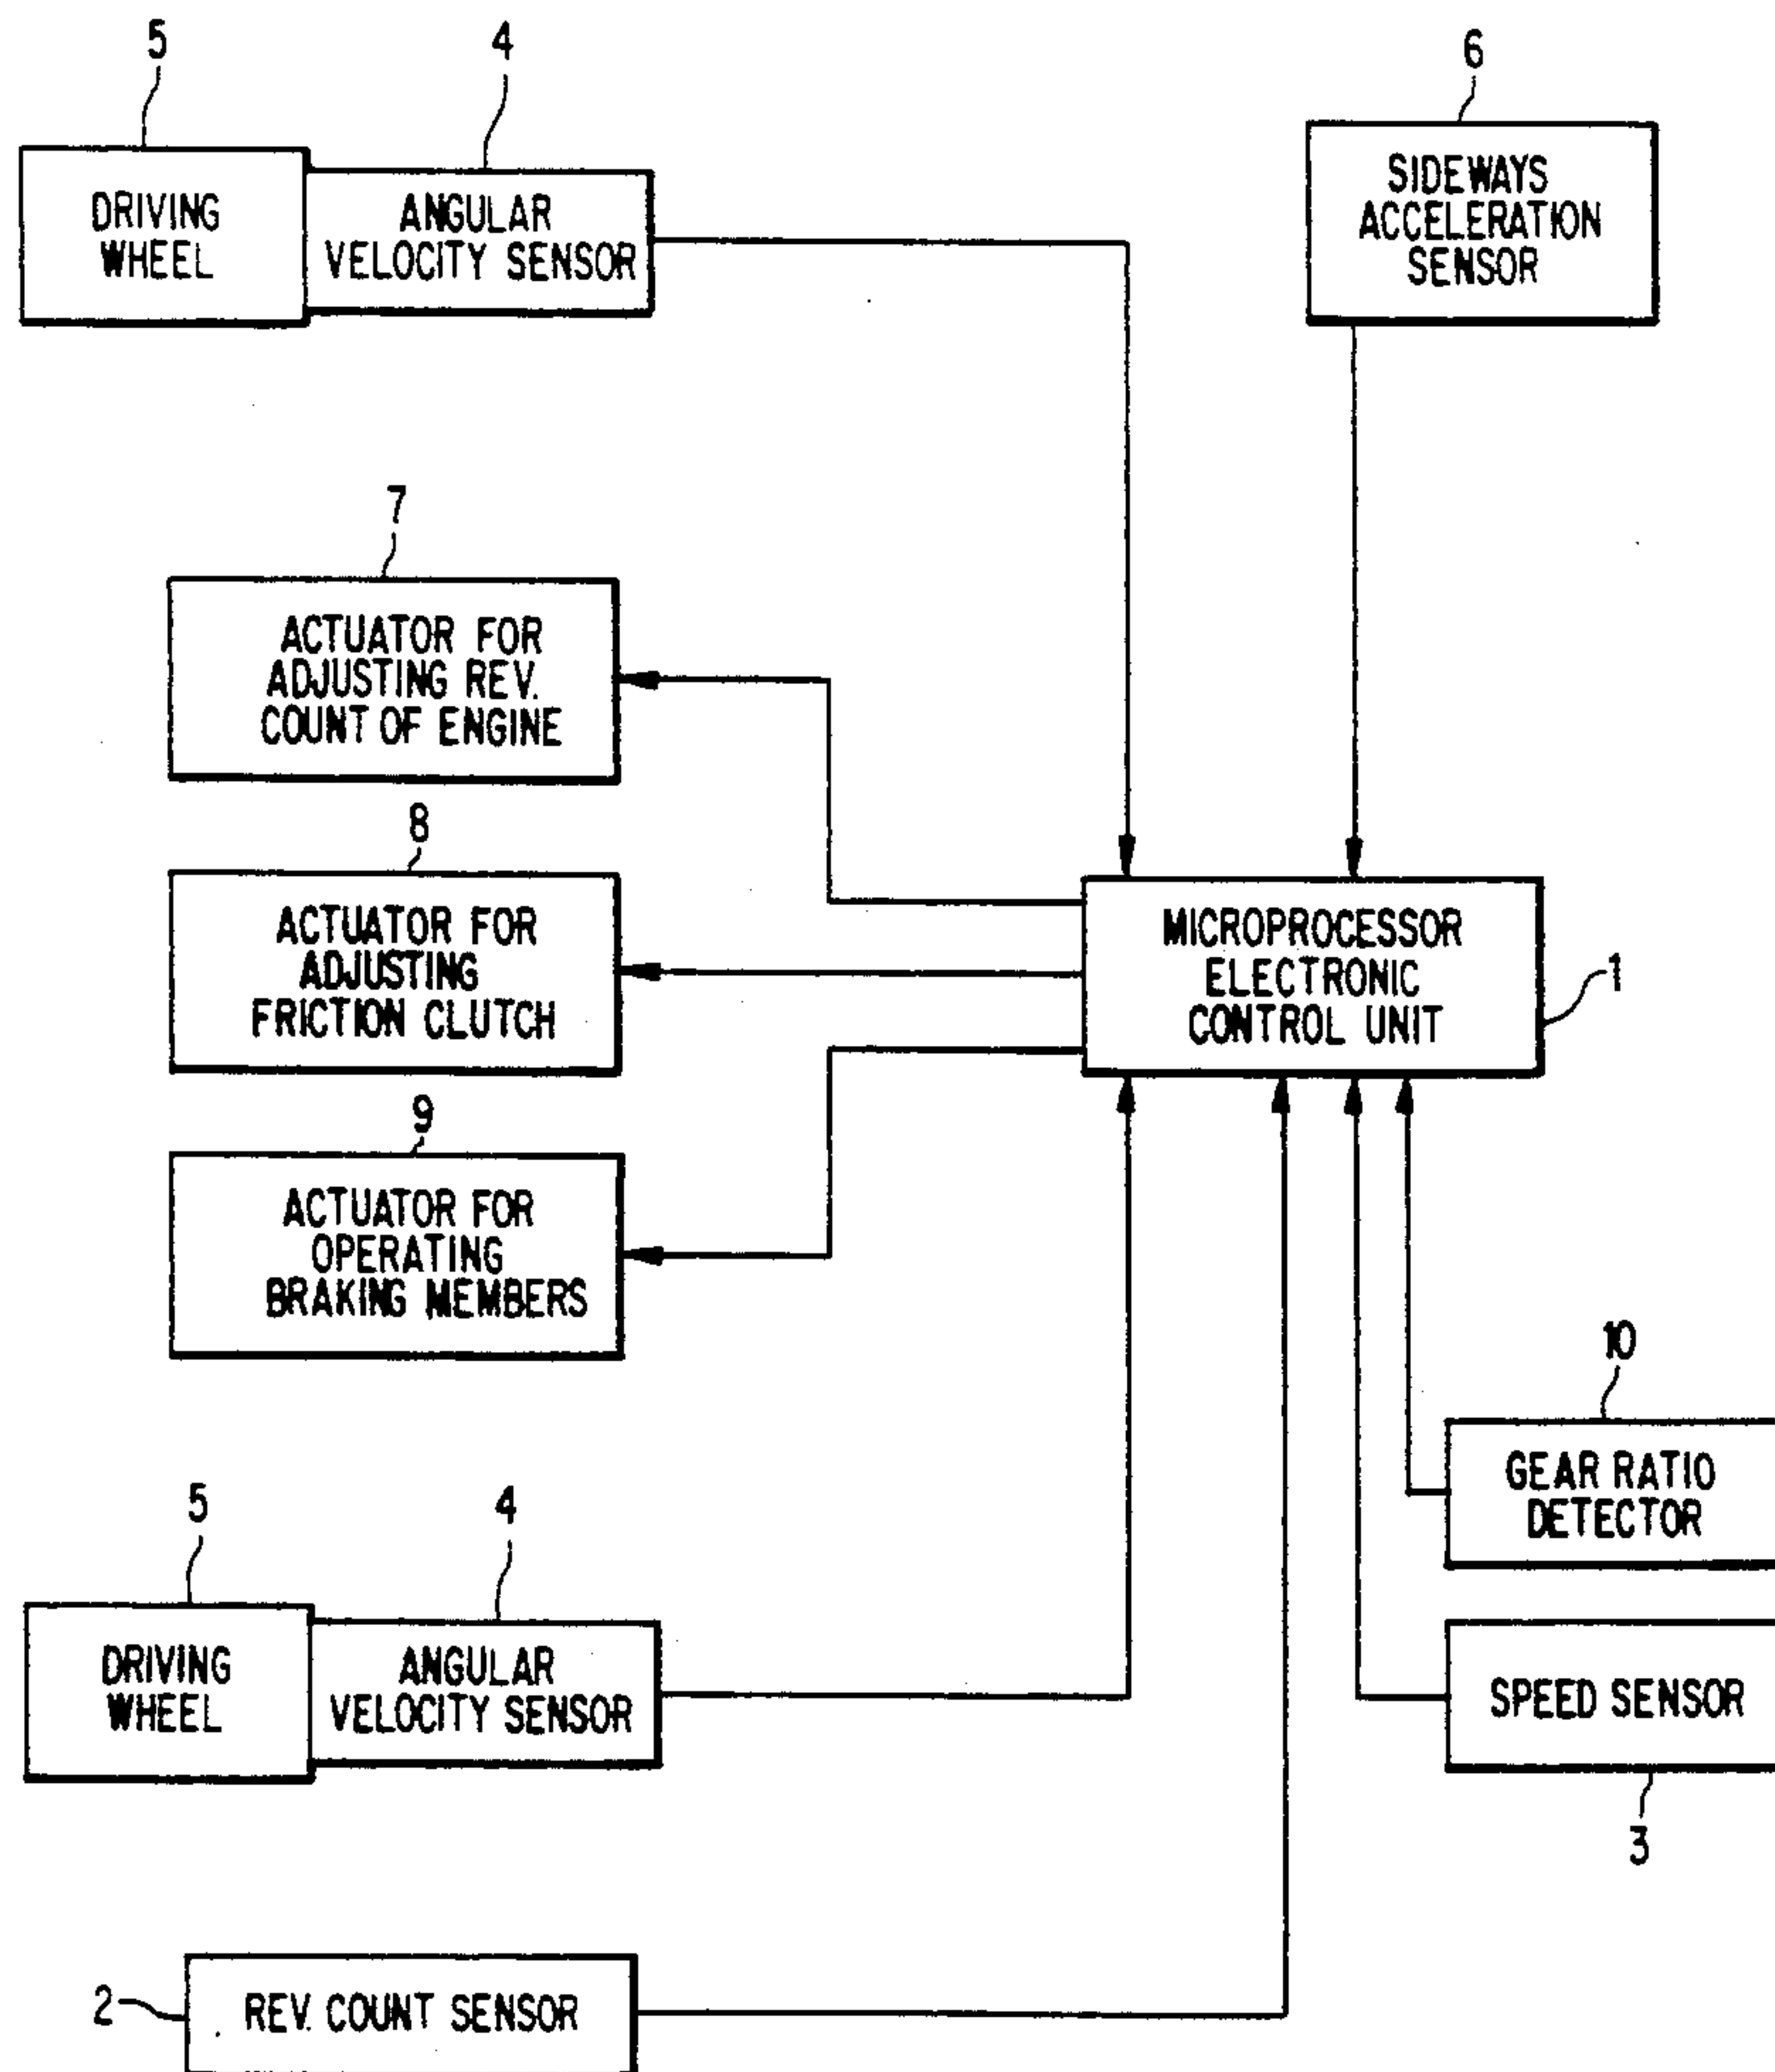 5
4
6
DRIVING
WHEEL
ANGULAR
VELOCITY SENSOR
SIDEWAYS
ACCELERATION
SENSOR
7
ACTUATOR FOR
ADJUSTING REV.
COUNT OF ENGINE
8
ACTUATOR FOR
ADJUSTING
FRICTION CLUTCH
MICROPROCESSOR
ELECTRONIC
CONTROL UNIT
1
9
ACTUATOR FOR
OPERATING
BRAKING MEMBERS
10
GEAR RATIO
DETECTOR
5
4
DRIVING
WHEEL
ANGULAR
VELOCITY SENSOR
SPEED SENSOR
3
2
REV. COUNT SENSOR